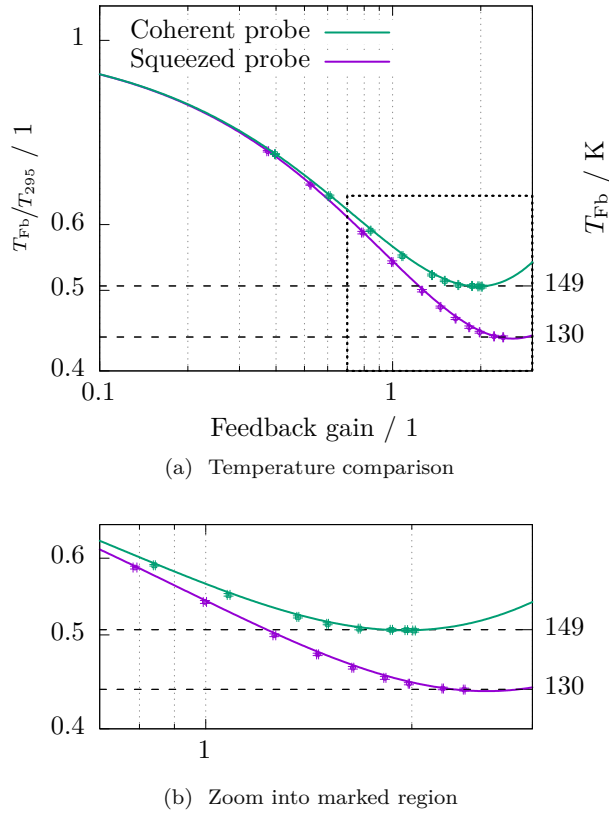 Coherent probe
Squeezed probe
1
0.6
0.5
0.4
T_Fb/T_295 / 1
T_Fb / K
149
130
0.1
1
Feedback gain / 1
(a) Temperature comparison
0.6
0.5
0.4
149
130
1
(b) Zoom into marked region